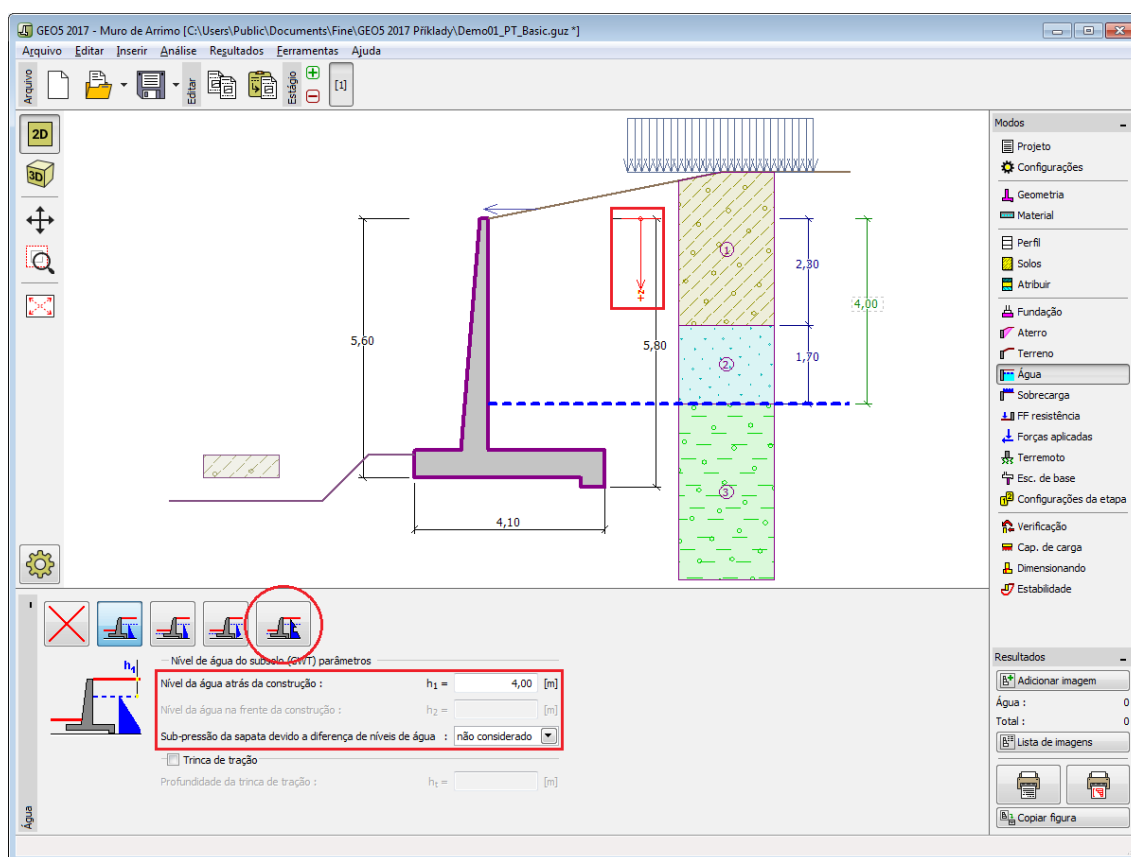 GEO5 2017 - Muro de Arrimo [C:\Users\Public\Documents\Fine\GEO5 2017 Příklady\Demo01_PT_Basic.guz *]
Arquivo Editar Inserir Análise Resultados Ferramentas Ajuda
Arquivo Editar Estágio [1]
2D
3D
+z
2,30
4,00
5,60
5,80
1,70
4,10
1
2
3
Modos
Projeto
Configurações
Geometria
Material
Perfil
Solos
Atribuir
Fundação
Aterro
Terreno
Água
Sobrecarga
FF resistência
Forças aplicadas
Terremoto
Esc. de base
Configurações da etapa
Verificação
Cap. de carga
Dimensionando
Estabilidade
Nível de água do subsolo (GWT) parâmetros
h1
Nível da água atrás da construção : h1 = 4,00 [m]
Nível da água na frente da construção : h2 = [m]
Sub-pressão da sapata devido a diferença de níveis de água : não considerado
Trinca de tração
Profundidade da trinca de tração : ht = [m]
Água
Resultados
Adicionar imagem
Água : 0
Total : 0
Lista de imagens
Copiar figura